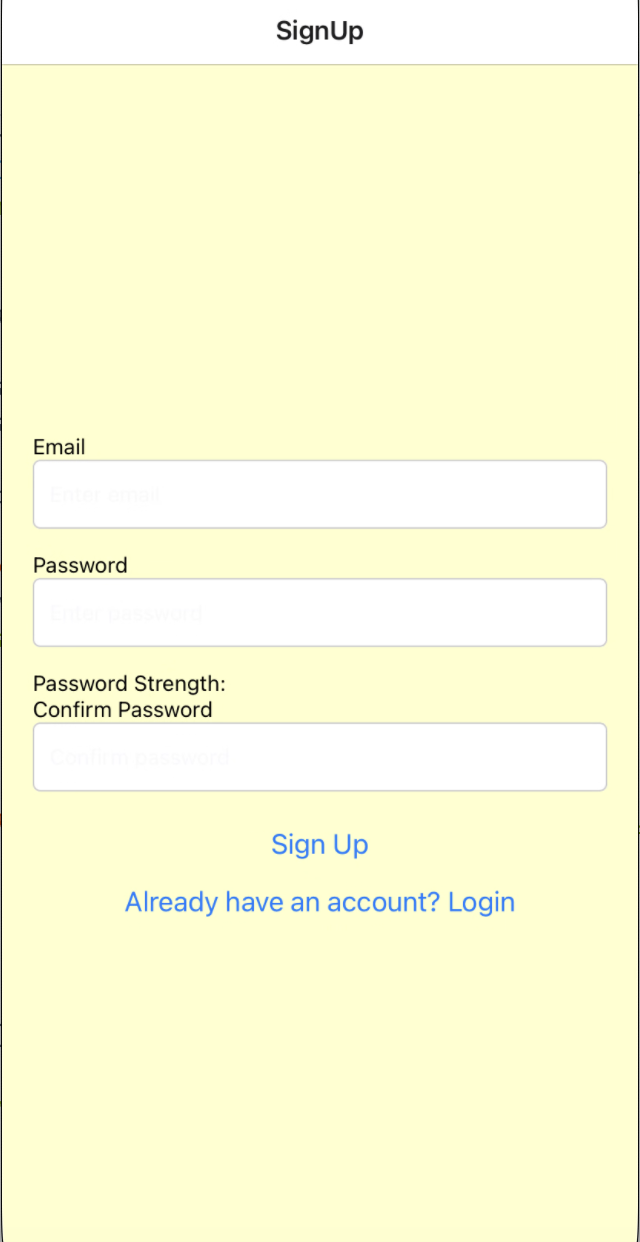 SignUp
Email
Enter email
Password
Enter password
Password Strength:
Confirm Password
Confirm password
Sign Up
Already have an account? Login